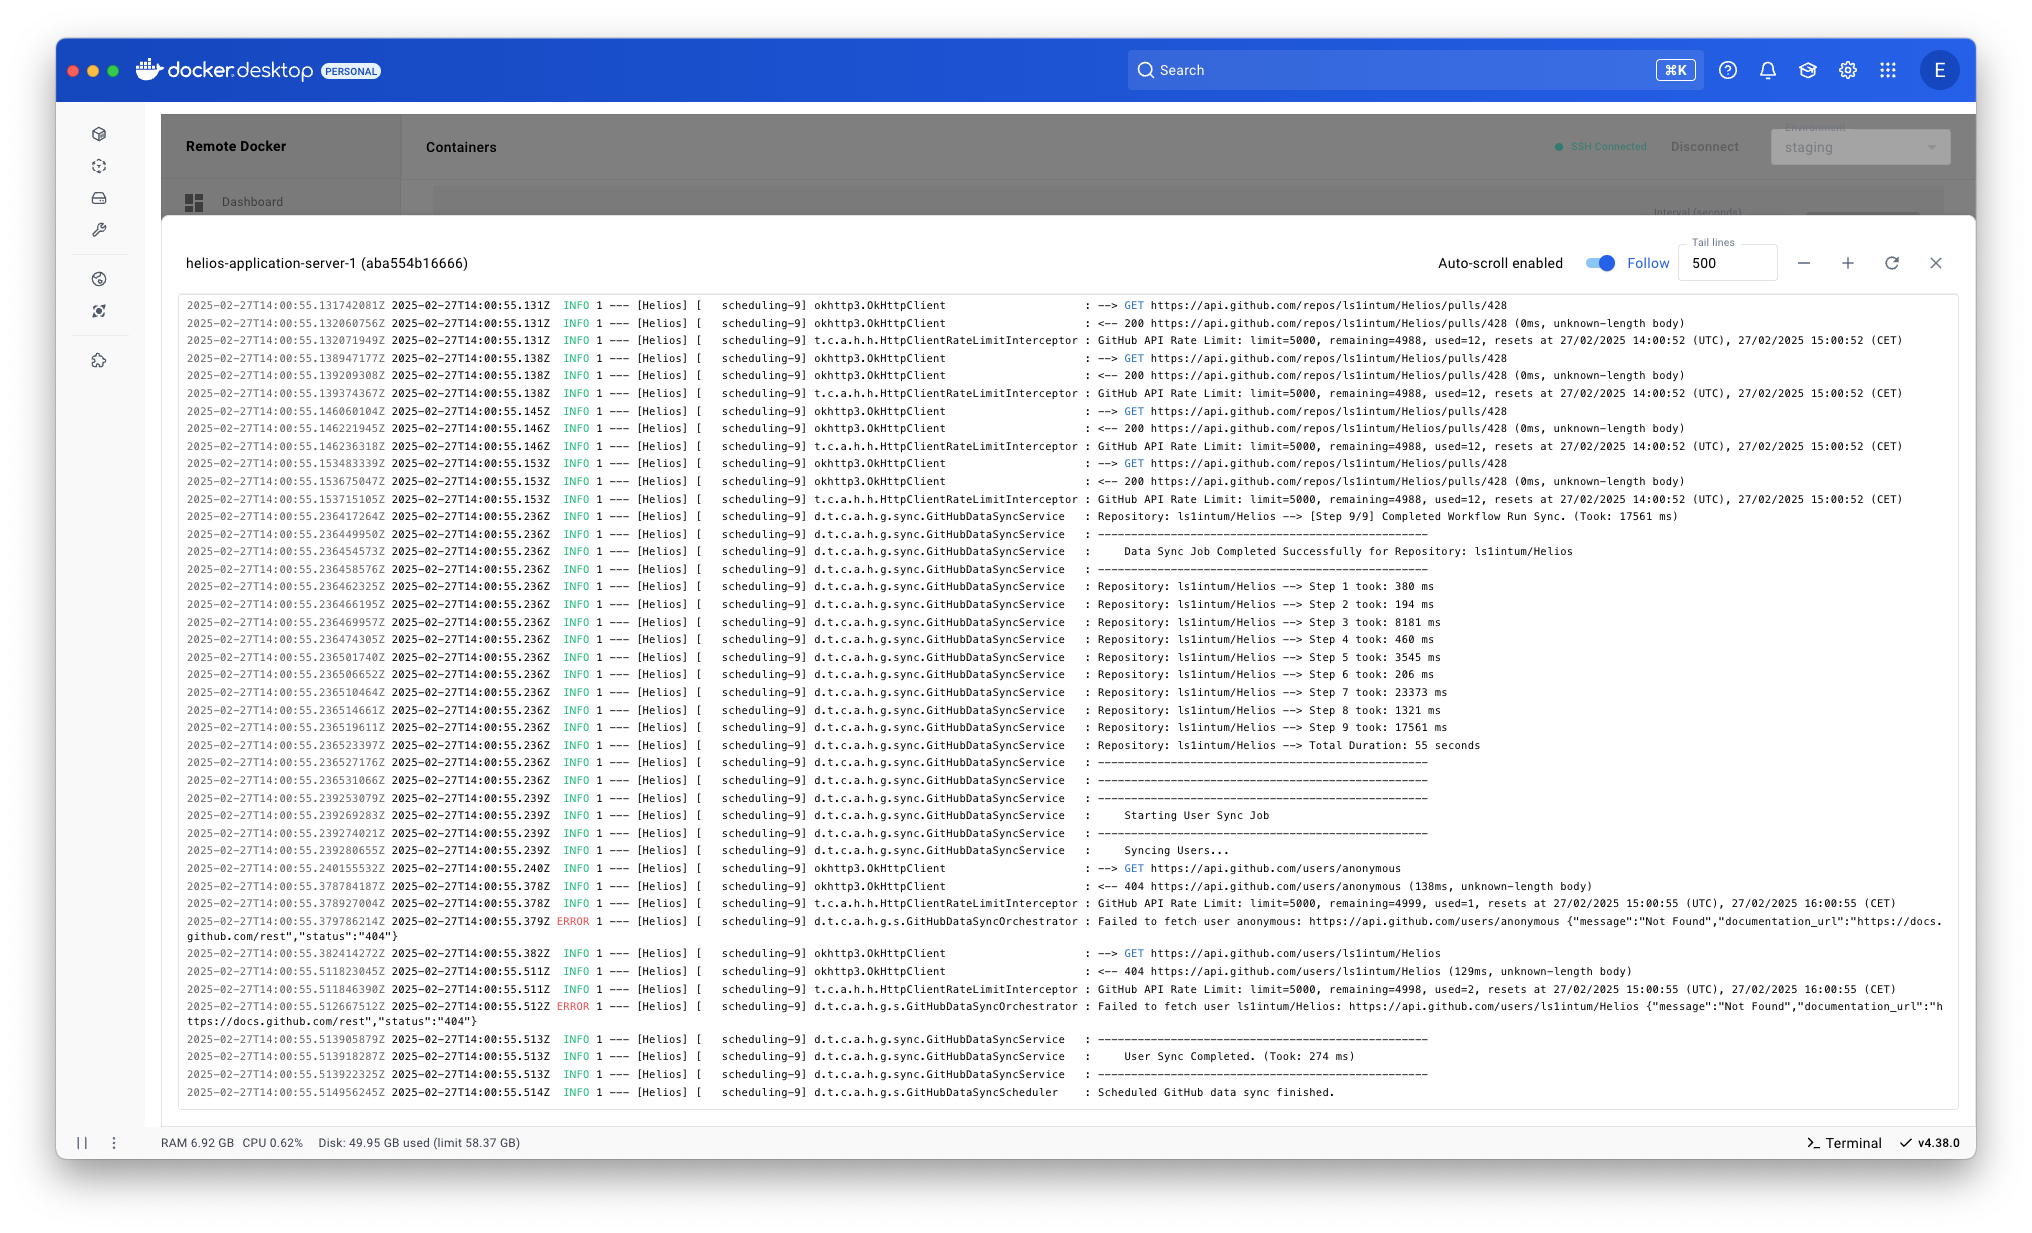 docker.desktop PERSONAL
Search
⌘K
E
Remote Docker
Containers
SSH Connected
Disconnect
Environment
staging
Dashboard
Interval (seconds)
helios-application-server-1 (aba554b16666)
Auto-scroll enabled
Follow
Tail lines
500
2025-02-27T14:00:55.131742081Z 2025-02-27T14:00:55.131Z  INFO 1 --- [Helios] [   scheduling-9] okhttp3.OkHttpClient                     : --> GET https://api.github.com/repos/ls1intum/Helios/pulls/428
2025-02-27T14:00:55.132060756Z 2025-02-27T14:00:55.131Z  INFO 1 --- [Helios] [   scheduling-9] okhttp3.OkHttpClient                     : <-- 200 https://api.github.com/repos/ls1intum/Helios/pulls/428 (0ms, unknown-length body)
2025-02-27T14:00:55.132071949Z 2025-02-27T14:00:55.131Z  INFO 1 --- [Helios] [   scheduling-9] t.c.a.h.h.HttpClientRateLimitInterceptor : GitHub API Rate Limit: limit=5000, remaining=4988, used=12, resets at 27/02/2025 14:00:52 (UTC), 27/02/2025 15:00:52 (CET)
2025-02-27T14:00:55.138947177Z 2025-02-27T14:00:55.138Z  INFO 1 --- [Helios] [   scheduling-9] okhttp3.OkHttpClient                     : --> GET https://api.github.com/repos/ls1intum/Helios/pulls/428
2025-02-27T14:00:55.139209308Z 2025-02-27T14:00:55.138Z  INFO 1 --- [Helios] [   scheduling-9] okhttp3.OkHttpClient                     : <-- 200 https://api.github.com/repos/ls1intum/Helios/pulls/428 (0ms, unknown-length body)
2025-02-27T14:00:55.139374367Z 2025-02-27T14:00:55.138Z  INFO 1 --- [Helios] [   scheduling-9] t.c.a.h.h.HttpClientRateLimitInterceptor : GitHub API Rate Limit: limit=5000, remaining=4988, used=12, resets at 27/02/2025 14:00:52 (UTC), 27/02/2025 15:00:52 (CET)
2025-02-27T14:00:55.146060104Z 2025-02-27T14:00:55.145Z  INFO 1 --- [Helios] [   scheduling-9] okhttp3.OkHttpClient                     : --> GET https://api.github.com/repos/ls1intum/Helios/pulls/428
2025-02-27T14:00:55.146221945Z 2025-02-27T14:00:55.146Z  INFO 1 --- [Helios] [   scheduling-9] okhttp3.OkHttpClient                     : <-- 200 https://api.github.com/repos/ls1intum/Helios/pulls/428 (0ms, unknown-length body)
2025-02-27T14:00:55.146236318Z 2025-02-27T14:00:55.146Z  INFO 1 --- [Helios] [   scheduling-9] t.c.a.h.h.HttpClientRateLimitInterceptor : GitHub API Rate Limit: limit=5000, remaining=4988, used=12, resets at 27/02/2025 14:00:52 (UTC), 27/02/2025 15:00:52 (CET)
2025-02-27T14:00:55.153483339Z 2025-02-27T14:00:55.153Z  INFO 1 --- [Helios] [   scheduling-9] okhttp3.OkHttpClient                     : --> GET https://api.github.com/repos/ls1intum/Helios/pulls/428
2025-02-27T14:00:55.153675047Z 2025-02-27T14:00:55.153Z  INFO 1 --- [Helios] [   scheduling-9] okhttp3.OkHttpClient                     : <-- 200 https://api.github.com/repos/ls1intum/Helios/pulls/428 (0ms, unknown-length body)
2025-02-27T14:00:55.153715105Z 2025-02-27T14:00:55.153Z  INFO 1 --- [Helios] [   scheduling-9] t.c.a.h.h.HttpClientRateLimitInterceptor : GitHub API Rate Limit: limit=5000, remaining=4988, used=12, resets at 27/02/2025 14:00:52 (UTC), 27/02/2025 15:00:52 (CET)
2025-02-27T14:00:55.236417264Z 2025-02-27T14:00:55.236Z  INFO 1 --- [Helios] [   scheduling-9] d.t.c.a.h.g.sync.GitHubDataSyncService   : Repository: ls1intum/Helios --> [Step 9/9] Completed Workflow Run Sync. (Took: 17561 ms)
2025-02-27T14:00:55.236449950Z 2025-02-27T14:00:55.236Z  INFO 1 --- [Helios] [   scheduling-9] d.t.c.a.h.g.sync.GitHubDataSyncService   : --------------------------------------------------
2025-02-27T14:00:55.236454573Z 2025-02-27T14:00:55.236Z  INFO 1 --- [Helios] [   scheduling-9] d.t.c.a.h.g.sync.GitHubDataSyncService   :     Data Sync Job Completed Successfully for Repository: ls1intum/Helios
2025-02-27T14:00:55.236458576Z 2025-02-27T14:00:55.236Z  INFO 1 --- [Helios] [   scheduling-9] d.t.c.a.h.g.sync.GitHubDataSyncService   : --------------------------------------------------
2025-02-27T14:00:55.236462325Z 2025-02-27T14:00:55.236Z  INFO 1 --- [Helios] [   scheduling-9] d.t.c.a.h.g.sync.GitHubDataSyncService   : Repository: ls1intum/Helios --> Step 1 took: 380 ms
2025-02-27T14:00:55.236466195Z 2025-02-27T14:00:55.236Z  INFO 1 --- [Helios] [   scheduling-9] d.t.c.a.h.g.sync.GitHubDataSyncService   : Repository: ls1intum/Helios --> Step 2 took: 194 ms
2025-02-27T14:00:55.236469957Z 2025-02-27T14:00:55.236Z  INFO 1 --- [Helios] [   scheduling-9] d.t.c.a.h.g.sync.GitHubDataSyncService   : Repository: ls1intum/Helios --> Step 3 took: 8181 ms
2025-02-27T14:00:55.236474305Z 2025-02-27T14:00:55.236Z  INFO 1 --- [Helios] [   scheduling-9] d.t.c.a.h.g.sync.GitHubDataSyncService   : Repository: ls1intum/Helios --> Step 4 took: 460 ms
2025-02-27T14:00:55.236501740Z 2025-02-27T14:00:55.236Z  INFO 1 --- [Helios] [   scheduling-9] d.t.c.a.h.g.sync.GitHubDataSyncService   : Repository: ls1intum/Helios --> Step 5 took: 3545 ms
2025-02-27T14:00:55.236506652Z 2025-02-27T14:00:55.236Z  INFO 1 --- [Helios] [   scheduling-9] d.t.c.a.h.g.sync.GitHubDataSyncService   : Repository: ls1intum/Helios --> Step 6 took: 206 ms
2025-02-27T14:00:55.236510464Z 2025-02-27T14:00:55.236Z  INFO 1 --- [Helios] [   scheduling-9] d.t.c.a.h.g.sync.GitHubDataSyncService   : Repository: ls1intum/Helios --> Step 7 took: 23373 ms
2025-02-27T14:00:55.236514661Z 2025-02-27T14:00:55.236Z  INFO 1 --- [Helios] [   scheduling-9] d.t.c.a.h.g.sync.GitHubDataSyncService   : Repository: ls1intum/Helios --> Step 8 took: 1321 ms
2025-02-27T14:00:55.236519611Z 2025-02-27T14:00:55.236Z  INFO 1 --- [Helios] [   scheduling-9] d.t.c.a.h.g.sync.GitHubDataSyncService   : Repository: ls1intum/Helios --> Step 9 took: 17561 ms
2025-02-27T14:00:55.236523397Z 2025-02-27T14:00:55.236Z  INFO 1 --- [Helios] [   scheduling-9] d.t.c.a.h.g.sync.GitHubDataSyncService   : Repository: ls1intum/Helios --> Total Duration: 55 seconds
2025-02-27T14:00:55.236527176Z 2025-02-27T14:00:55.236Z  INFO 1 --- [Helios] [   scheduling-9] d.t.c.a.h.g.sync.GitHubDataSyncService   : --------------------------------------------------
2025-02-27T14:00:55.236531066Z 2025-02-27T14:00:55.236Z  INFO 1 --- [Helios] [   scheduling-9] d.t.c.a.h.g.sync.GitHubDataSyncService   : --------------------------------------------------
2025-02-27T14:00:55.239253079Z 2025-02-27T14:00:55.239Z  INFO 1 --- [Helios] [   scheduling-9] d.t.c.a.h.g.sync.GitHubDataSyncService   : --------------------------------------------------
2025-02-27T14:00:55.239269283Z 2025-02-27T14:00:55.239Z  INFO 1 --- [Helios] [   scheduling-9] d.t.c.a.h.g.sync.GitHubDataSyncService   :     Starting User Sync Job
2025-02-27T14:00:55.239274021Z 2025-02-27T14:00:55.239Z  INFO 1 --- [Helios] [   scheduling-9] d.t.c.a.h.g.sync.GitHubDataSyncService   : --------------------------------------------------
2025-02-27T14:00:55.239280655Z 2025-02-27T14:00:55.239Z  INFO 1 --- [Helios] [   scheduling-9] d.t.c.a.h.g.sync.GitHubDataSyncService   :     Syncing Users...
2025-02-27T14:00:55.240155532Z 2025-02-27T14:00:55.240Z  INFO 1 --- [Helios] [   scheduling-9] okhttp3.OkHttpClient                     : --> GET https://api.github.com/users/anonymous
2025-02-27T14:00:55.378784187Z 2025-02-27T14:00:55.378Z  INFO 1 --- [Helios] [   scheduling-9] okhttp3.OkHttpClient                     : <-- 404 https://api.github.com/users/anonymous (138ms, unknown-length body)
2025-02-27T14:00:55.378927004Z 2025-02-27T14:00:55.378Z  INFO 1 --- [Helios] [   scheduling-9] t.c.a.h.h.HttpClientRateLimitInterceptor : GitHub API Rate Limit: limit=5000, remaining=4999, used=1, resets at 27/02/2025 15:00:55 (UTC), 27/02/2025 16:00:55 (CET)
2025-02-27T14:00:55.379786214Z 2025-02-27T14:00:55.379Z ERROR 1 --- [Helios] [   scheduling-9] d.t.c.a.h.g.s.GitHubDataSyncOrchestrator : Failed to fetch user anonymous: https://api.github.com/users/anonymous {"message":"Not Found","documentation_url":"https://docs.
github.com/rest","status":"404"}
2025-02-27T14:00:55.382414272Z 2025-02-27T14:00:55.382Z  INFO 1 --- [Helios] [   scheduling-9] okhttp3.OkHttpClient                     : --> GET https://api.github.com/users/ls1intum/Helios
2025-02-27T14:00:55.511823045Z 2025-02-27T14:00:55.511Z  INFO 1 --- [Helios] [   scheduling-9] okhttp3.OkHttpClient                     : <-- 404 https://api.github.com/users/ls1intum/Helios (129ms, unknown-length body)
2025-02-27T14:00:55.511846390Z 2025-02-27T14:00:55.511Z  INFO 1 --- [Helios] [   scheduling-9] t.c.a.h.h.HttpClientRateLimitInterceptor : GitHub API Rate Limit: limit=5000, remaining=4998, used=2, resets at 27/02/2025 15:00:55 (UTC), 27/02/2025 16:00:55 (CET)
2025-02-27T14:00:55.512667512Z 2025-02-27T14:00:55.512Z ERROR 1 --- [Helios] [   scheduling-9] d.t.c.a.h.g.s.GitHubDataSyncOrchestrator : Failed to fetch user ls1intum/Helios: https://api.github.com/users/ls1intum/Helios {"message":"Not Found","documentation_url":"h
ttps://docs.github.com/rest","status":"404"}
2025-02-27T14:00:55.513905879Z 2025-02-27T14:00:55.513Z  INFO 1 --- [Helios] [   scheduling-9] d.t.c.a.h.g.sync.GitHubDataSyncService   : --------------------------------------------------
2025-02-27T14:00:55.513918287Z 2025-02-27T14:00:55.513Z  INFO 1 --- [Helios] [   scheduling-9] d.t.c.a.h.g.sync.GitHubDataSyncService   :     User Sync Completed. (Took: 274 ms)
2025-02-27T14:00:55.513922325Z 2025-02-27T14:00:55.513Z  INFO 1 --- [Helios] [   scheduling-9] d.t.c.a.h.g.sync.GitHubDataSyncService   : --------------------------------------------------
2025-02-27T14:00:55.514956245Z 2025-02-27T14:00:55.514Z  INFO 1 --- [Helios] [   scheduling-9] d.t.c.a.h.g.s.GitHubDataSyncScheduler    : Scheduled GitHub data sync finished.
RAM 6.92 GB  CPU 0.62%  Disk: 49.95 GB used (limit 58.37 GB)
Terminal
v4.38.0